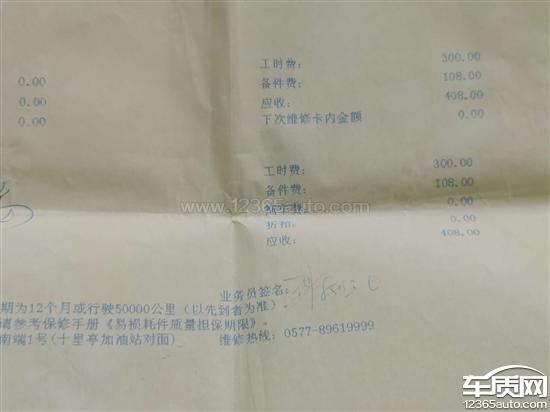 工时费: 300.00
0.00 备件费: 108.00
0.00 应收: 408.00
0.00 下次维修卡内金额 0.00
工时费: 300.00
备件费: 108.00
拖车费: 0.00
折扣: 0.00
应收: 408.00
www.12365auto.com
业务员签名:
期为12个月或行驶50000公里(以先到者为准)。
请参考保修手册《易损耗件质量担保期限》。
南端1号(十里亭加油站对面) 维修热线: 0577-89619999
车质网
12365auto.com